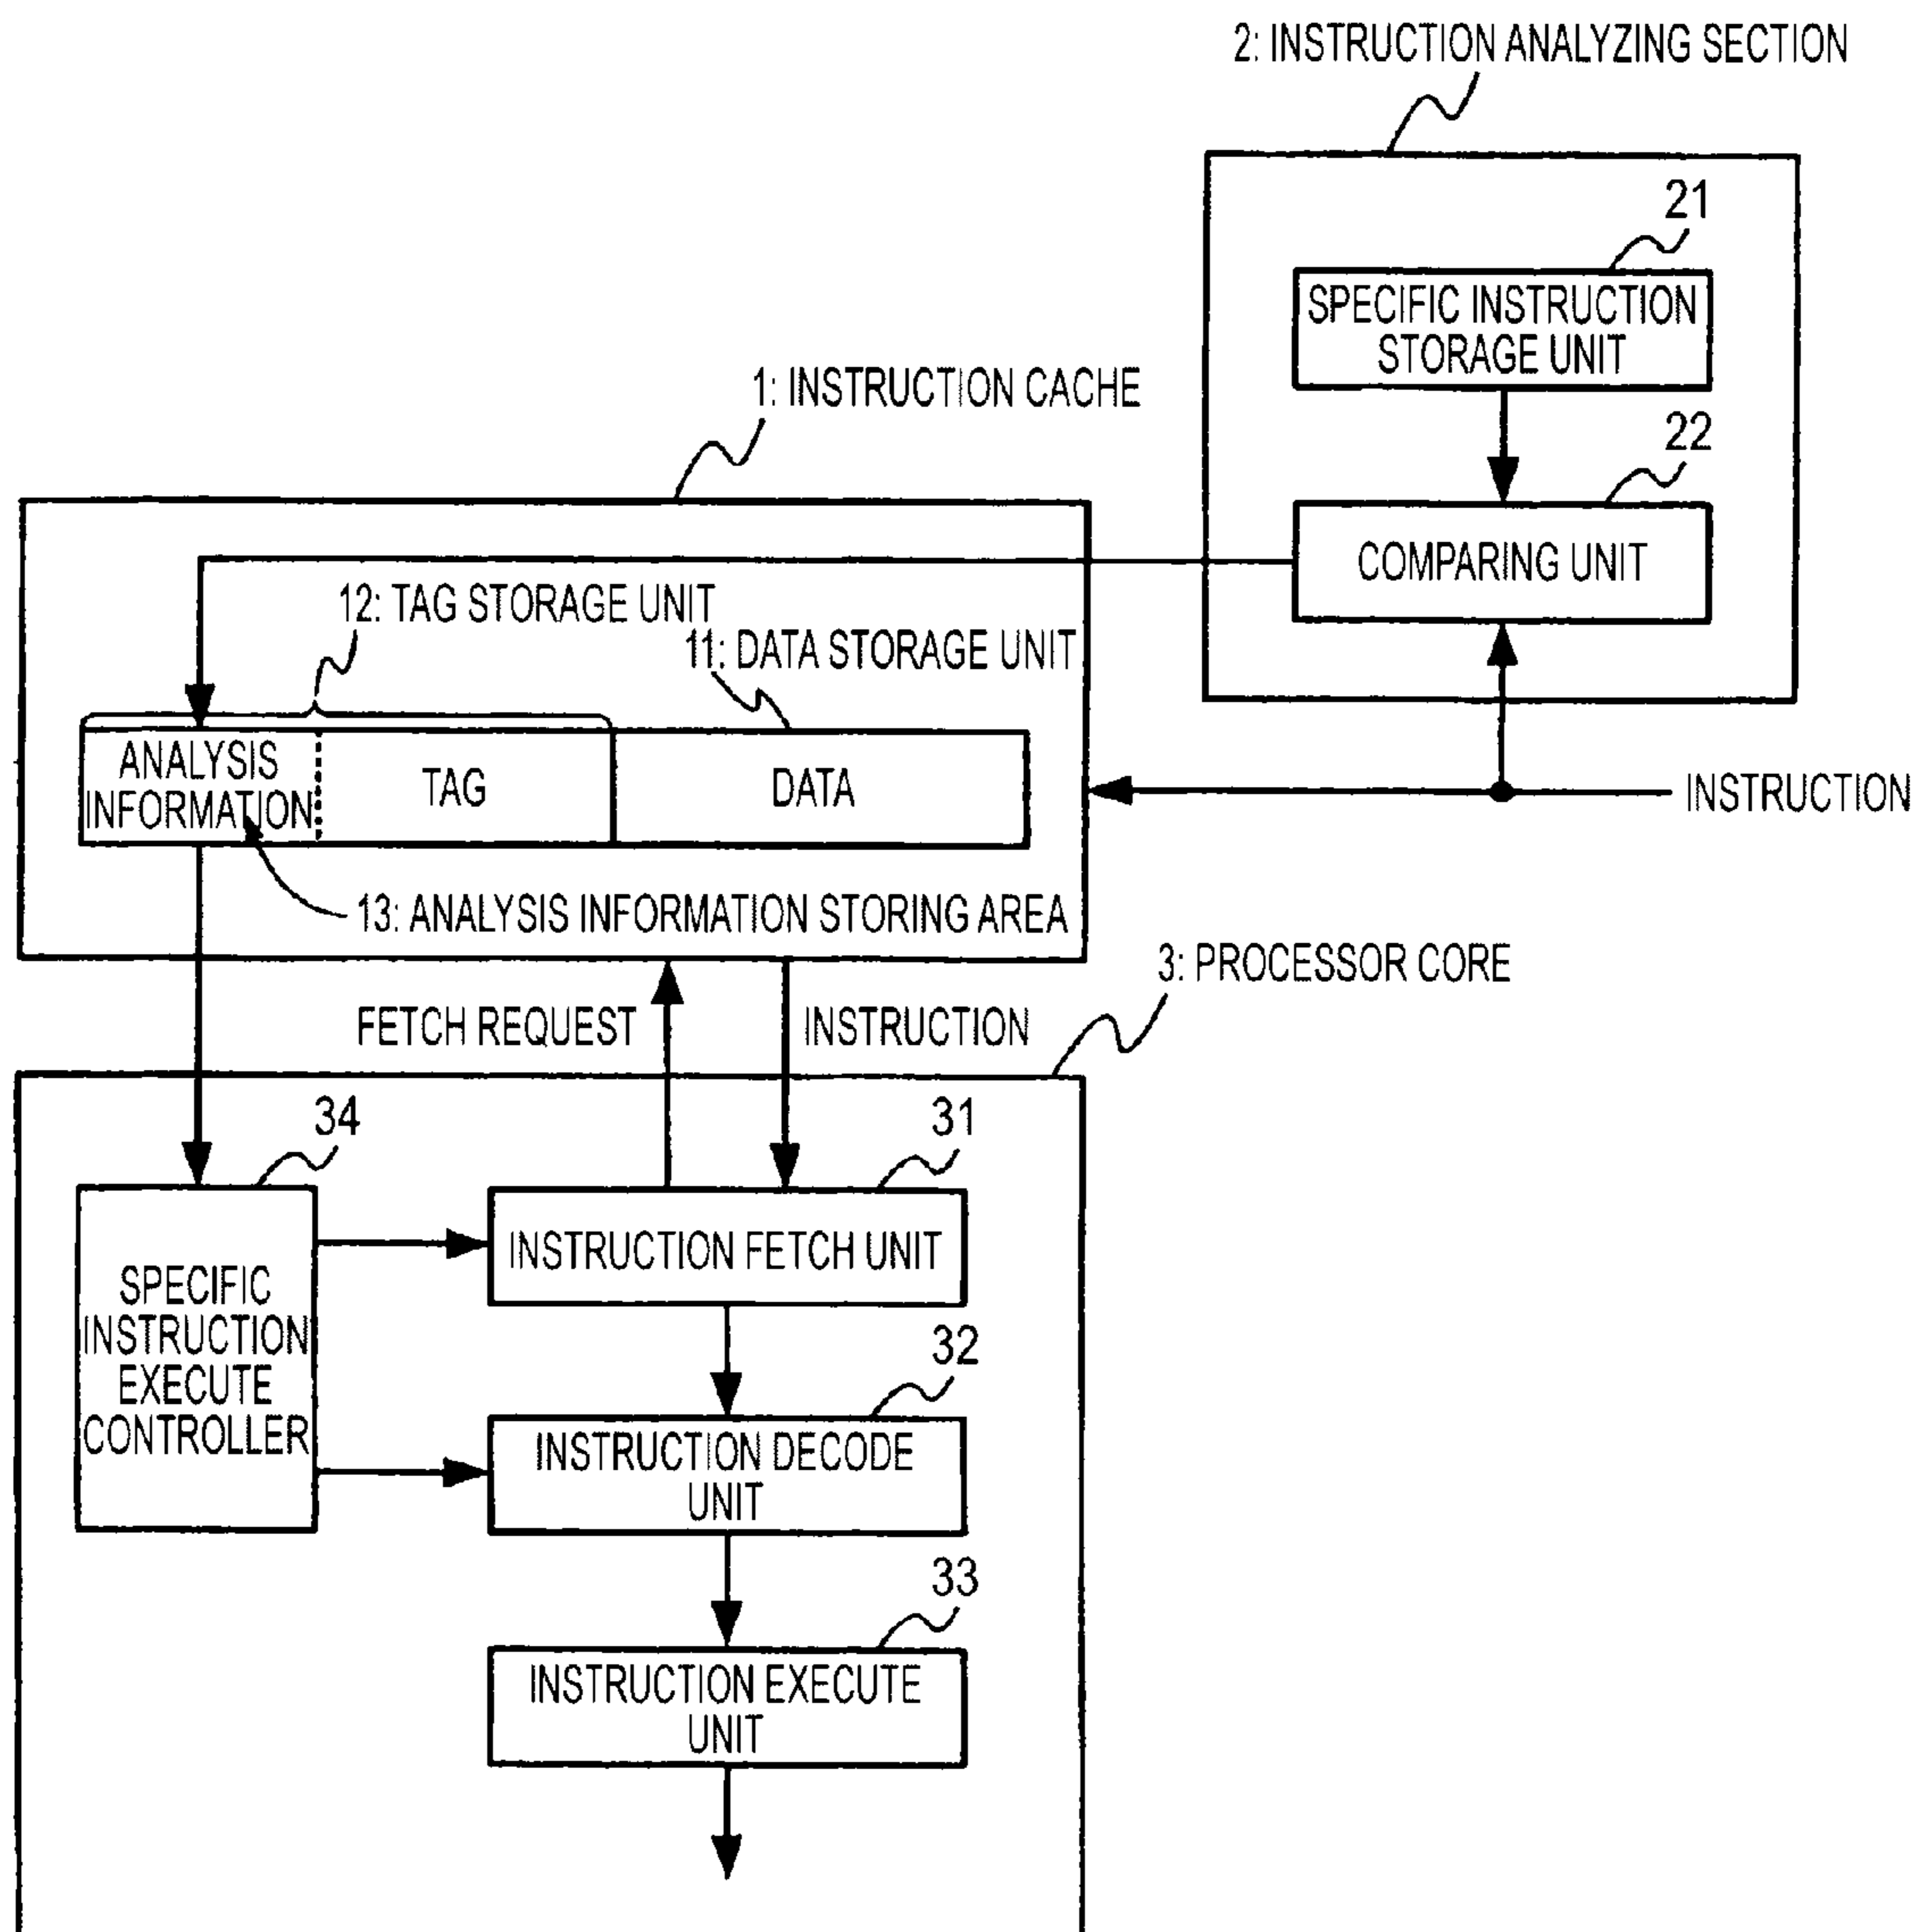 2: INSTRUCTION ANALYZING SECTION
21
SPECIFIC INSTRUCTION
STORAGE UNIT
1: INSTRUCTION CACHE
22
COMPARING UNIT
12: TAG STORAGE UNIT
11: DATA STORAGE UNIT
ANALYSIS
INFORMATION
TAG
DATA
INSTRUCTION
13: ANALYSIS INFORMATION STORING AREA
3: PROCESSOR CORE
FETCH REQUEST
INSTRUCTION
34
31
INSTRUCTION FETCH UNIT
SPECIFIC
INSTRUCTION
EXECUTE
CONTROLLER
32
INSTRUCTION DECODE
UNIT
33
INSTRUCTION EXECUTE
UNIT